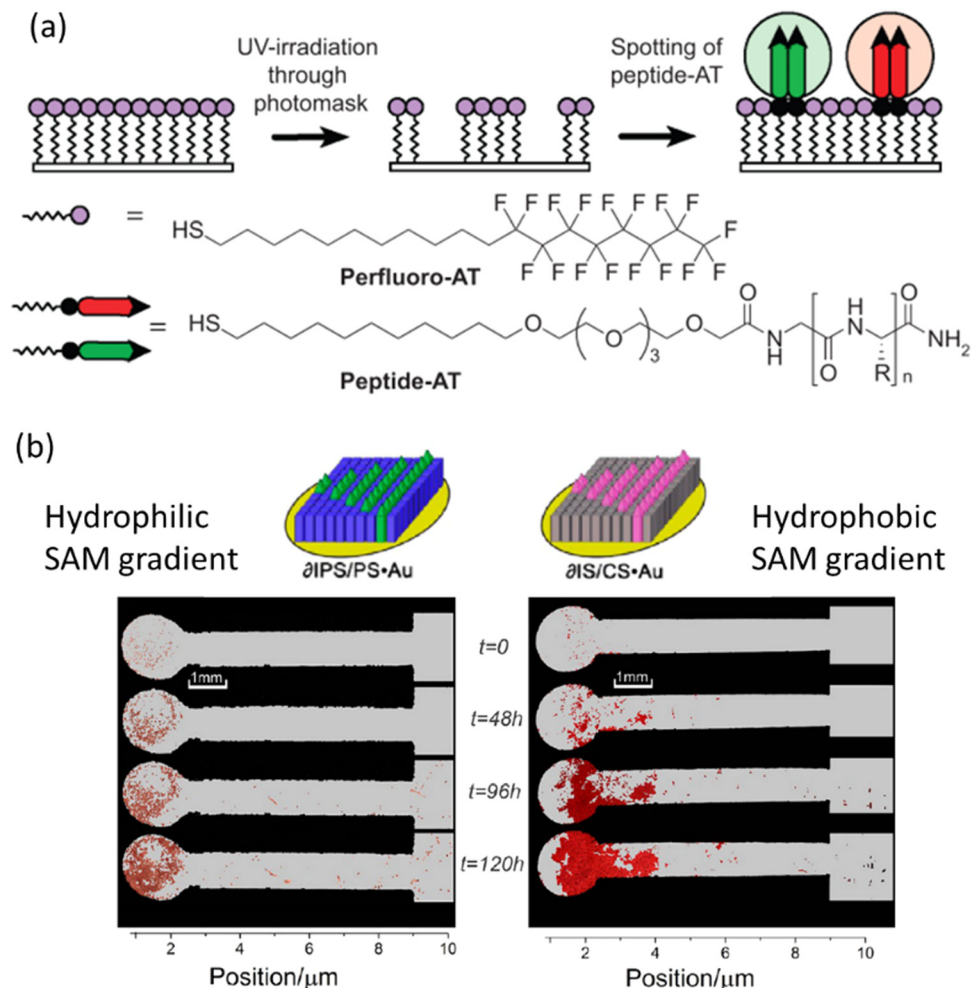 (a)
UV-irradiation
through
photomask
Spotting of
peptide-AT
=
HS
F F F F F F F F F
F F F F F F F F
Perfluoro-AT
=
HS
O
O
3
O
O
N
H
O
H
N
R
n
O
NH2
Peptide-AT
(b)
Hydrophilic
SAM gradient
∂IPS/PS•Au
∂IS/CS•Au
Hydrophobic
SAM gradient
t=0
1mm
1mm
t=48h
t=96h
t=120h
2 4 6 8 10
Position/μm
2 4 6 8 10
Position/μm